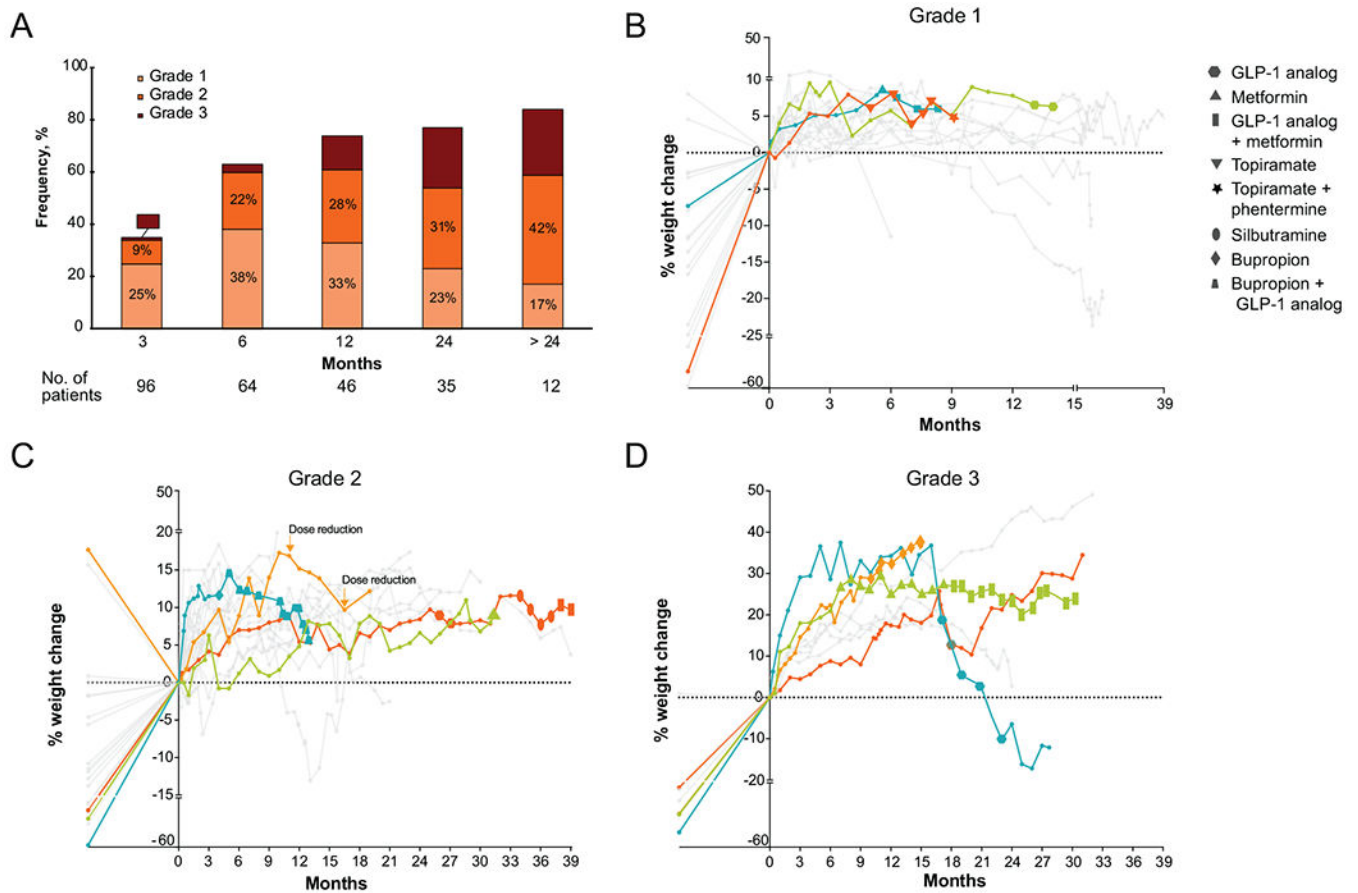 A
100
80
60
40
20
0
Frequency, %
Grade 1
Grade 2
Grade 3
9%
25%
22%
38%
28%
33%
31%
23%
42%
17%
3 6 12 24 > 24
Months
No. of
patients
96 64 46 35 12
B
Grade 1
50
10
5
0
-5
-10
-15
-20
-25
-60
% weight change
0 3 6 9 12 15 39
Months
GLP-1 analog
Metformin
GLP-1 analog
+ metformin
Topiramate
Topiramate +
phentermine
Silbutramine
Bupropion
Bupropion +
GLP-1 analog
C
Grade 2
50
20
15
10
5
0
-5
-10
-15
-60
% weight change
Dose reduction
Dose reduction
0 3 6 9 12 15 18 21 24 27 30 33 36 39
Months
D
Grade 3
50
40
30
20
10
0
-10
-20
-60
% weight change
0 3 6 9 12 15 18 21 24 27 30 33 36 39
Months